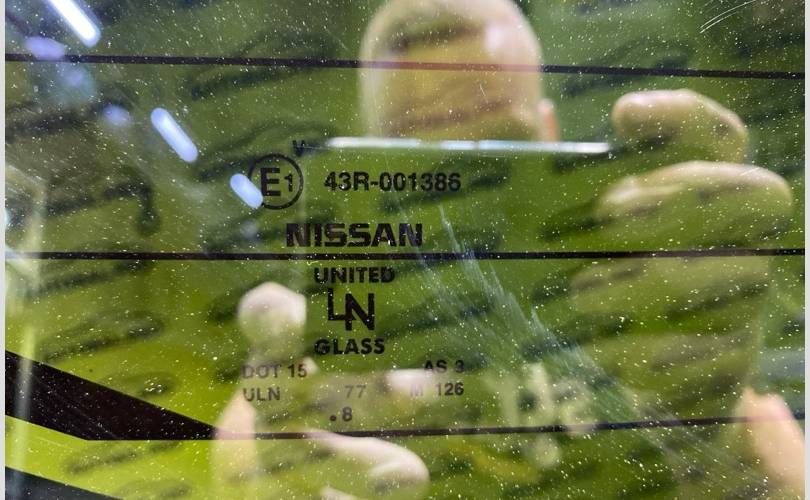 V
E1 43R-001386
NISSAN
UNITED
LN
GLASS
DOT 15 AS 3
ULN 77 M 126
.8